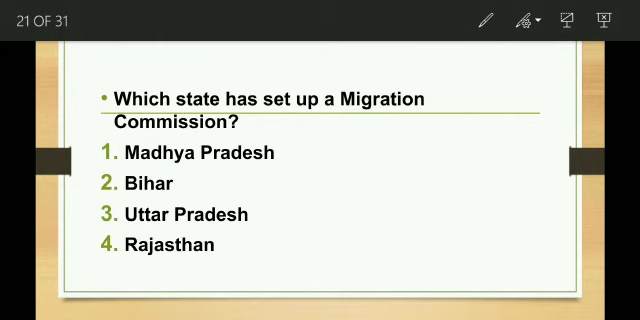 21 OF 31
• Which state has set up a Migration
Commission?
1. Madhya Pradesh
2. Bihar
3. Uttar Pradesh
4. Rajasthan